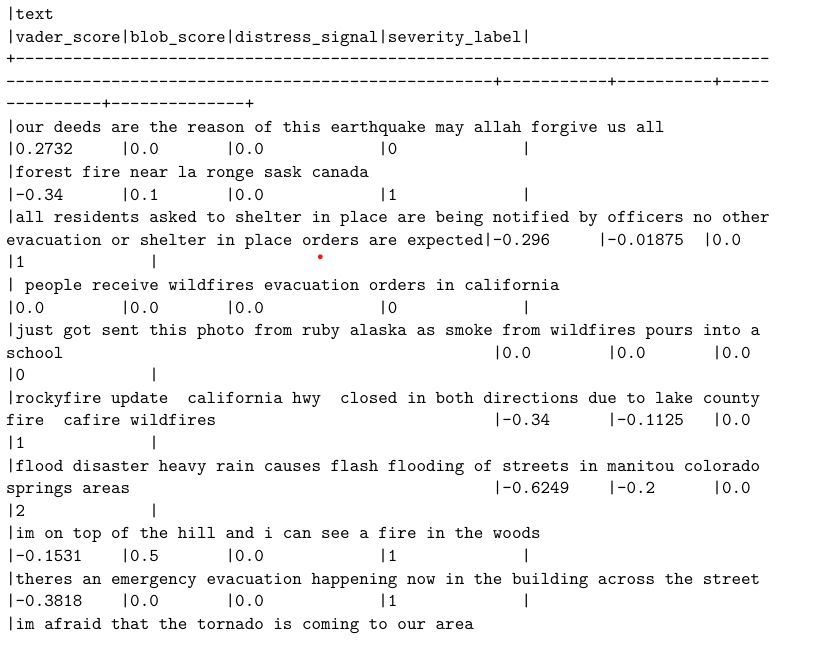 |text
|vader_score|blob_score|distress_signal|severity_label|
+-------------------------------------------------------------------------------
---------------------------------------------------+-----------+----------+-----
----------+--------------+
|our deeds are the reason of this earthquake may allah forgive us all
|0.2732     |0.0       |0.0            |0             |
|forest fire near la ronge sask canada
|-0.34      |0.1       |0.0            |1             |
|all residents asked to shelter in place are being notified by officers no other
evacuation or shelter in place orders are expected|-0.296     |-0.01875  |0.0
|1             |
| people receive wildfires evacuation orders in california
|0.0        |0.0       |0.0            |0             |
|just got sent this photo from ruby alaska as smoke from wildfires pours into a
school                                             |0.0        |0.0       |0.0
|0             |
|rockyfire update  california hwy  closed in both directions due to lake county
fire  cafire wildfires                             |-0.34      |-0.1125   |0.0
|1             |
|flood disaster heavy rain causes flash flooding of streets in manitou colorado
springs areas                                      |-0.6249    |-0.2      |0.0
|2             |
|im on top of the hill and i can see a fire in the woods
|-0.1531    |0.5       |0.0            |1             |
|theres an emergency evacuation happening now in the building across the street
|-0.3818    |0.0       |0.0            |1             |
|im afraid that the tornado is coming to our area